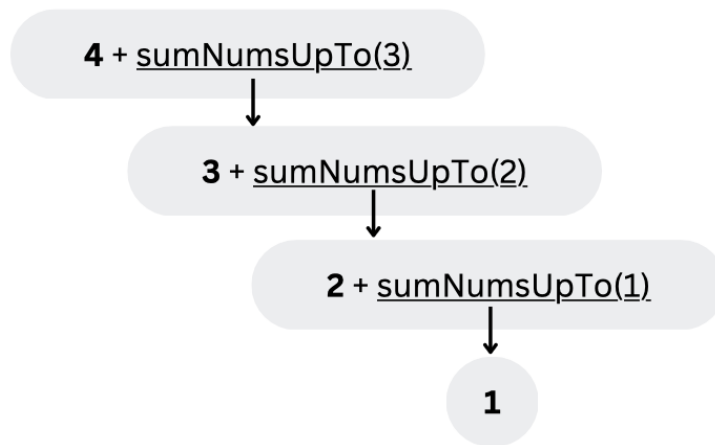 4 + sumNumsUpTo(3)
3 + sumNumsUpTo(2)
2 + sumNumsUpTo(1)
1